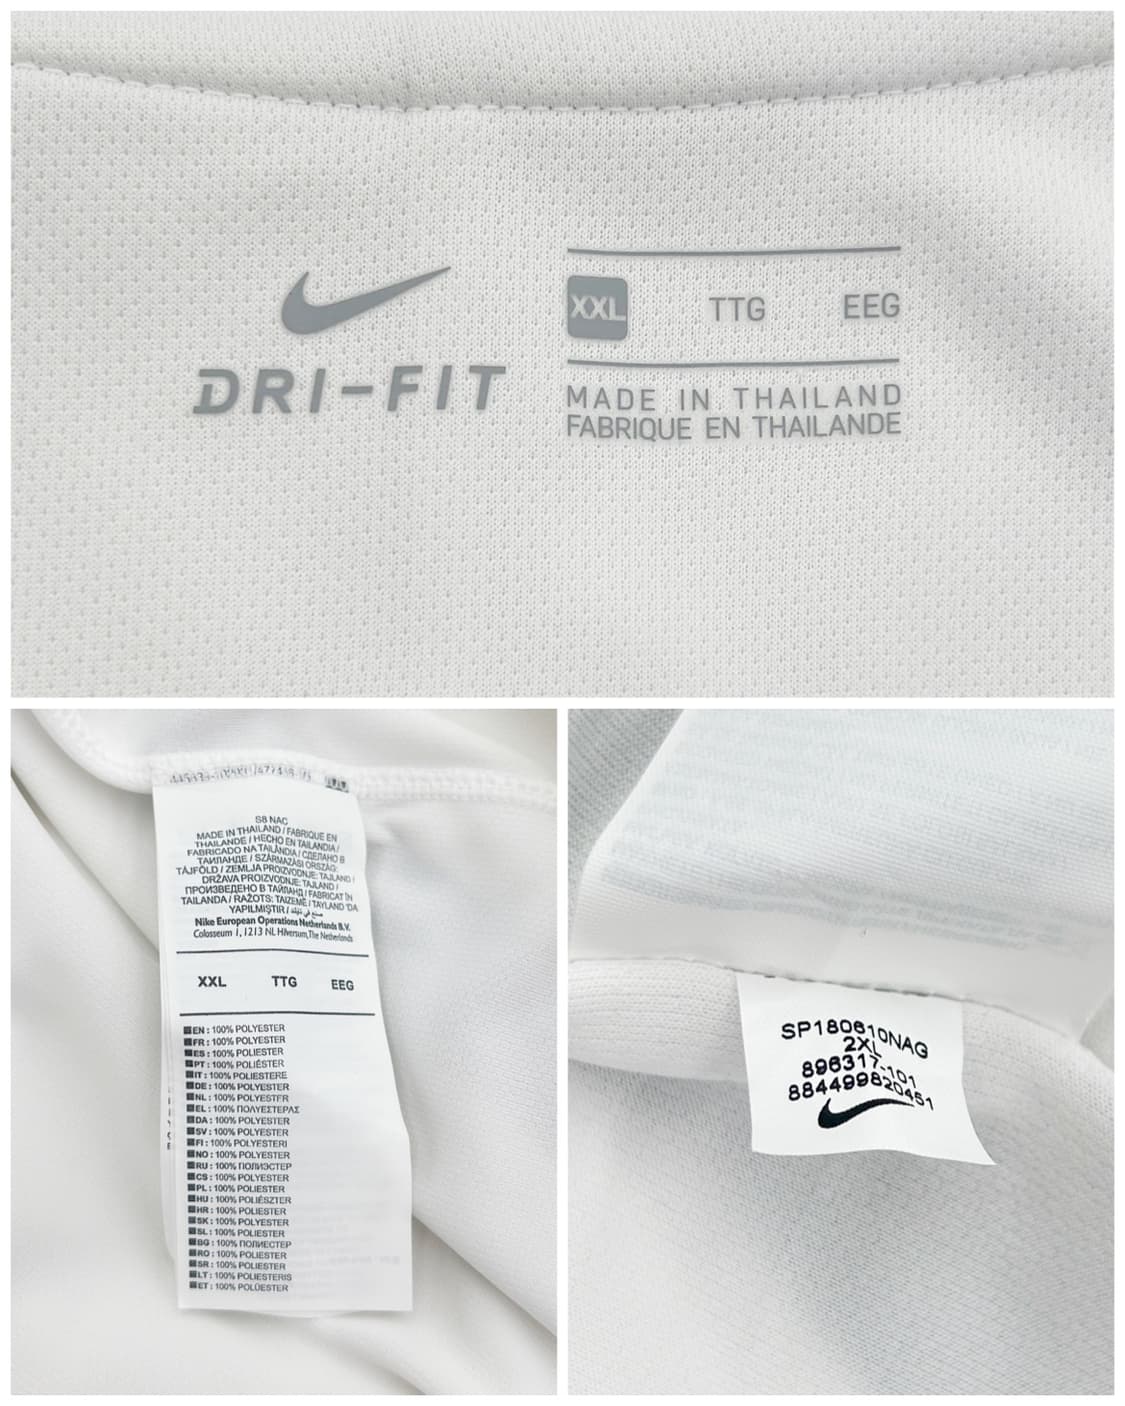 DRI-FIT
XXL TTG EEG
MADE IN THAILAND
FABRIQUE EN THAILANDE
S8 NAC
MADE IN THAILAND / FABRIQUE EN
THAILANDE / HECHO EN TAILANDIA /
FABRICADO NA TAILÂNDIA / СДЕЛАНО В
ТАИЛАНДЕ / SZÁRMAZÁSI ORSZÁG:
TÁJFÖLD / ZEMLJA PROIZVODNJE: TAJLAND /
DRŽAVA PROIZVODNJE: TAJLAND /
ПРОИЗВЕДЕНО В ТАЙЛАНД / FABRICAT ÎN
TAILANDA / RAŽOTS: TAIZEMĒ / TAYLAND 'DA
YAPILMIŞTIR /
Nike European Operations Netherlands B.V.
Colosseum 1, 1213 NL Hilversum, The Netherlands
XXL TTG EEG
EN : 100% POLYESTER
FR : 100% POLYESTER
ES : 100% POLIESTER
PT : 100% POLIÉSTER
IT : 100% POLIESTERE
DE : 100% POLYESTER
NL : 100% POLYESTER
EL : 100% ΠΟΛΥΕΣΤΕΡΑΣ
DA : 100% POLYESTER
SV : 100% POLYESTER
FI : 100% POLYESTERI
NO : 100% POLYESTER
RU : 100% ПОЛИЭСТЕР
CS : 100% POLYESTER
PL : 100% POLIESTER
HU : 100% POLIÉSZTER
HR : 100% POLIESTER
SK : 100% POLYESTER
SL : 100% POLIESTER
BG : 100% ПОЛИЕСТЕР
RO : 100% POLIESTER
SR : 100% POLIESTER
LT : 100% POLIESTERIS
ET : 100% POLÜESTER
SP180610NAG
2XL
896317-101
884499820451